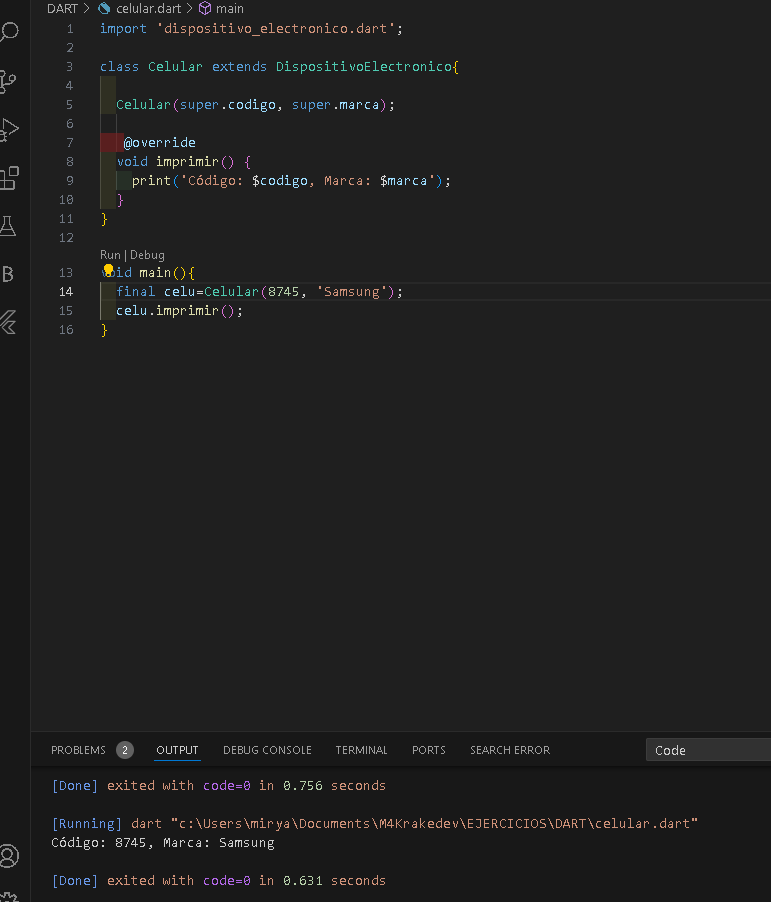 DART > celular.dart > main
1 import 'dispositivo_electronico.dart';
2
3 class Celular extends DispositivoElectronico{
4
5 Celular(super.codigo, super.marca);
6
7 @override
8 void imprimir() {
9 print('Código: $codigo, Marca: $marca');
10 }
11 }
12
Run | Debug
13 void main(){
14 final celu=Celular(8745, 'Samsung');
15 celu.imprimir();
16 }
PROBLEMS 2 OUTPUT DEBUG CONSOLE TERMINAL PORTS SEARCH ERROR Code
[Done] exited with code=0 in 0.756 seconds
[Running] dart "c:\Users\mirya\Documents\M4Krakedev\EJERCICIOS\DART\celular.dart"
Código: 8745, Marca: Samsung
[Done] exited with code=0 in 0.631 seconds